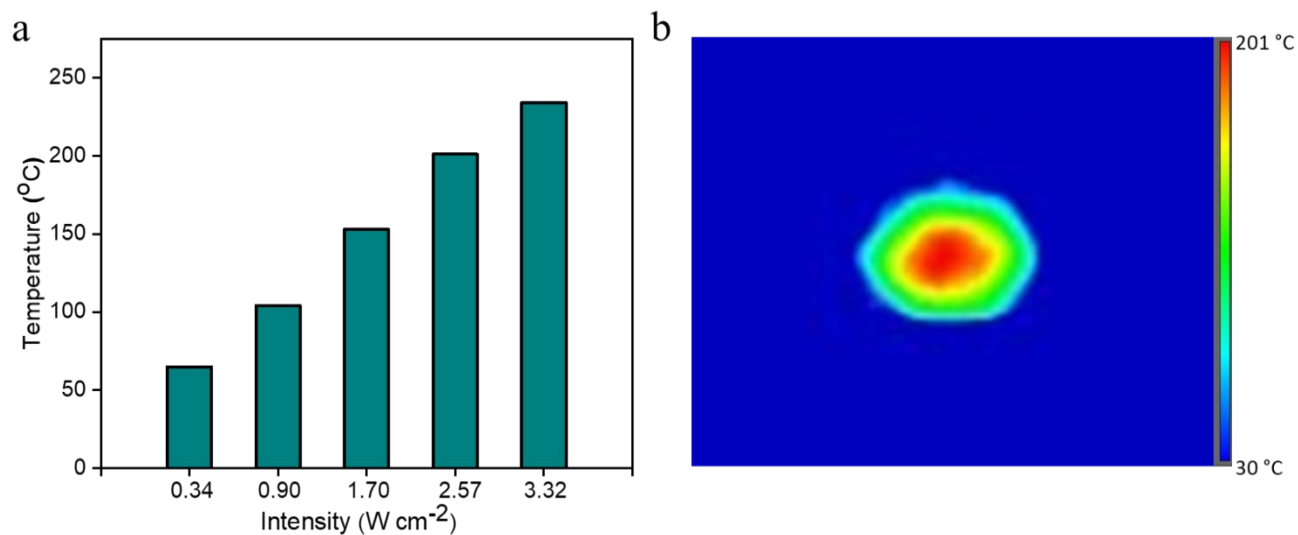 a
250
200
150
100
50
0
Temperature (°C)
0.34 0.90 1.70 2.57 3.32
Intensity (W cm⁻²)
b
201 °C
30 °C